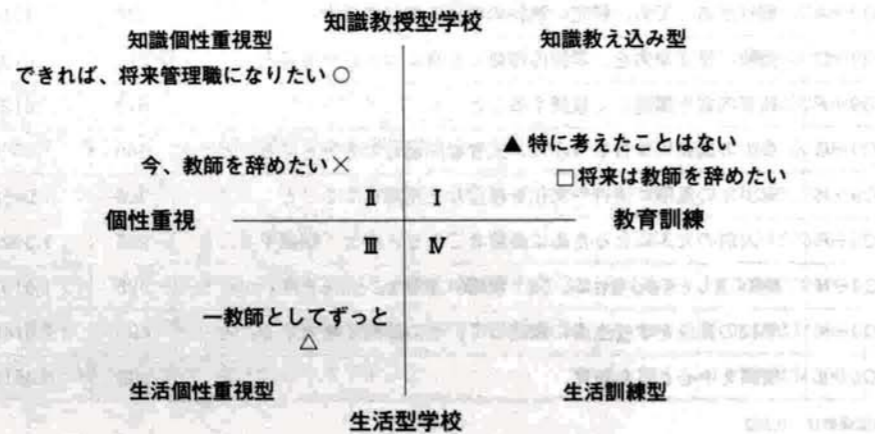 知識教授型学校
知識個性重視型
知識教え込み型
できれば、将来管理職になりたい ○
▲ 特に考えたことはない
今、教師を辞めたい ×
□ 将来は教師を辞めたい
Ⅱ Ⅰ
個性重視
教育訓練
Ⅲ Ⅳ
一教師としてずっと
△
生活個性重視型
生活訓練型
生活型学校